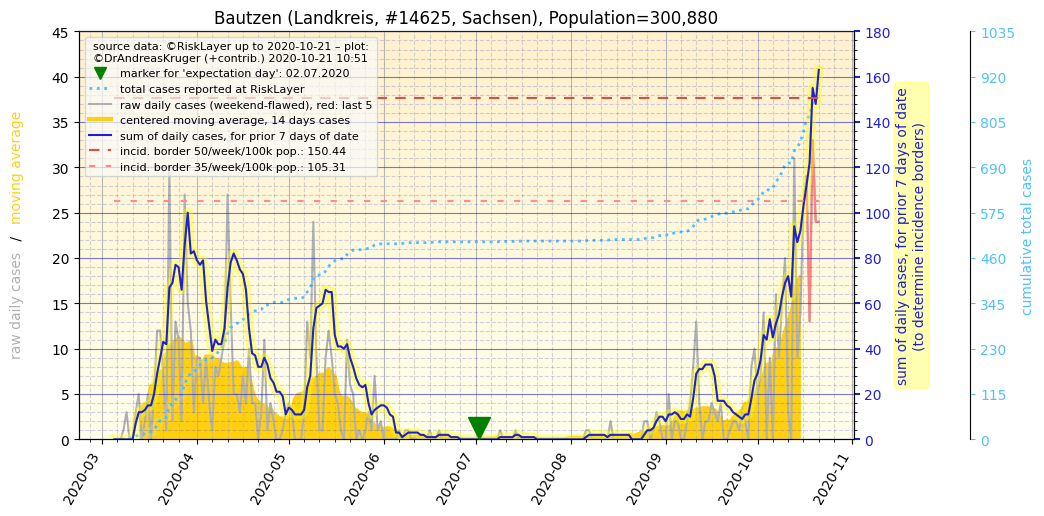 Bautzen (Landkreis, #14625, Sachsen), Population=300,880
source data: ©RiskLayer up to 2020-10-21 – plot:
©DrAndreasKruger (+contrib.) 2020-10-21 10:51
marker for 'expectation day': 02.07.2020
total cases reported at RiskLayer
raw daily cases (weekend-flawed), red: last 5
centered moving average, 14 days cases
sum of daily cases, for prior 7 days of date
incid. border 50/week/100k pop.: 150.44
incid. border 35/week/100k pop.: 105.31
raw daily cases / moving average
45
40
35
30
25
20
15
10
5
0
2020-03
2020-04
2020-05
2020-06
2020-07
2020-08
2020-09
2020-10
2020-11
180
160
140
120
100
80
60
40
20
0
sum of daily cases, for prior 7 days of date
(to determine incidence borders)
1035
920
805
690
575
460
345
230
115
0
cumulative total cases